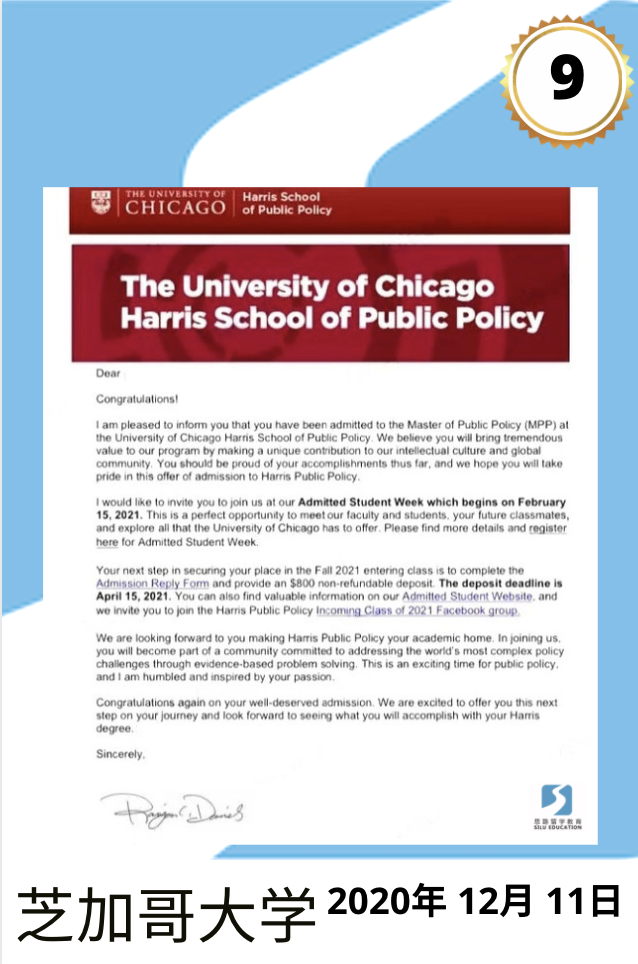 9
THE UNIVERSITY OF
CHICAGO
Harris School
of Public Policy
The University of Chicago
Harris School of Public Policy
Dear
Congratulations!
I am pleased to inform you that you have been admitted to the Master of Public Policy (MPP) at
the University of Chicago Harris School of Public Policy. We believe you will bring tremendous
value to our program by making a unique contribution to our intellectual culture and global
community. You should be proud of your accomplishments thus far, and we hope you will take
pride in this offer of admission to Harris Public Policy.
I would like to invite you to join us at our Admitted Student Week which begins on February
15, 2021. This is a perfect opportunity to meet our faculty and students, your future classmates,
and explore all that the University of Chicago has to offer. Please find more details and register
here for Admitted Student Week.
Your next step in securing your place in the Fall 2021 entering class is to complete the
Admission Reply Form and provide an $800 non-refundable deposit. The deposit deadline is
April 15, 2021. You can also find valuable information on our Admitted Student Website, and
we invite you to join the Harris Public Policy Incoming Class of 2021 Facebook group.
We are looking forward to you making Harris Public Policy your academic home. In joining us,
you will become part of a community committed to addressing the world's most complex policy
challenges through evidence-based problem solving. This is an exciting time for public policy,
and I am humbled and inspired by your passion.
Congratulations again on your well-deserved admission. We are excited to offer you this next
step on your journey and look forward to seeing what you will accomplish with your Harris
degree.
Sincerely,
思路留学教育
SILU EDUCATION
芝加哥大学 2020年 12月 11日